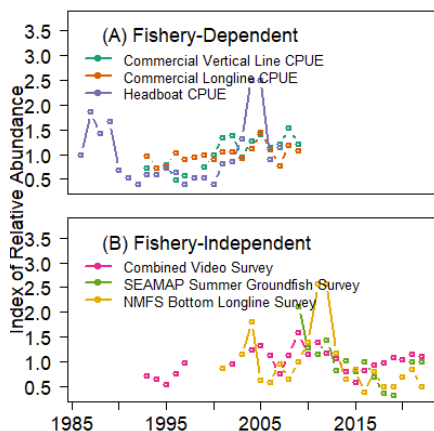 (A) Fishery-Dependent
Commercial Vertical Line CPUE
Commercial Longline CPUE
Headboat CPUE
3.5
3.0
2.5
2.0
1.5
1.0
0.5
Index of Relative Abundance
(B) Fishery-Independent
Combined Video Survey
SEAMAP Summer Groundfish Survey
NMFS Bottom Longline Survey
3.5
3.0
2.5
2.0
1.5
1.0
0.5
1985
1995
2005
2015